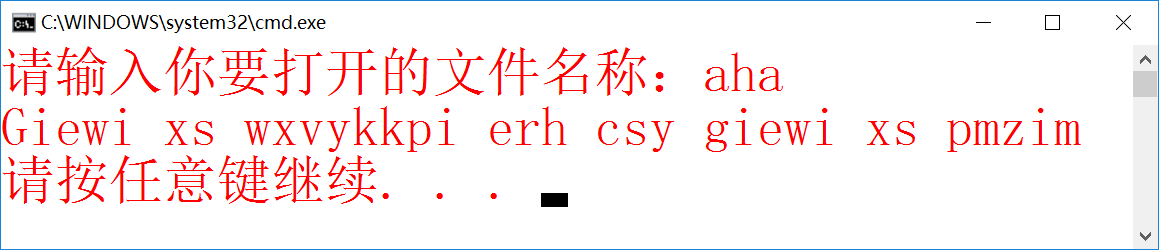 C:\WINDOWS\system32\cmd.exe
请输入你要打开的文件名称：aha
Giewi xs wxvykkpi erh csy giewi xs pmzim
请按任意键继续. . .